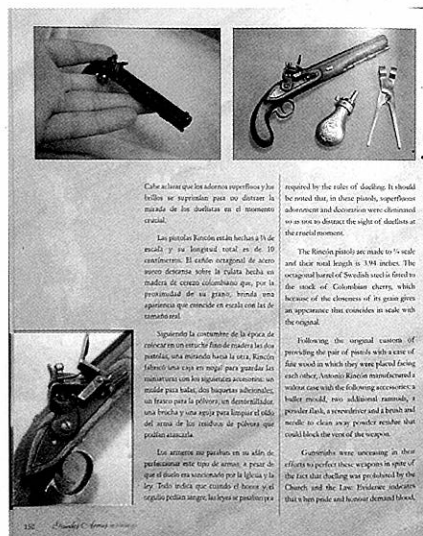 Cabe aclarar que los adornos superfluos y los
brillos se suprimían para no distraer la
mirada de los duelistas en el momento
crucial.
Las pistolas Rincón están hechas a de
escala y su longitud total es de 10
centímetros. El cañón octagonal de acero
sueco descansa sobre la culata hecha en
madera de cerezo colombiano que, por la
proximidad de su grano, brinda una
apariencia que coincide en escala con las de
tamaño real.
Siguiendo la costumbre de la época de
colocar en un estuche fino de madera las dos
pistolas, una mirando hacia la otra, Rincón
fabricó una caja en nogal para guardar las
miniaturas con los siguientes accesorios: un
molde para balas, dos baquetas adicionales,
un frasco para la pólvora, un destornillador,
una brocha y una aguja para limpiar el oído
del arma de los residuos de pólvora que
podían atascarla.
Los armeros no paraban en su afán de
perfeccionar este tipo de armas, a pesar de
que el duelo era sancionado por la Iglesia y la
ley. Todo indica que cuando el honor y el
orgullo pedían sangre, las leyes se pasaban por
required by the rules of duelling. It should
be noted that, in these pistols, superfluous
adornment and decoration were eliminated
so as not to distract the sight of duellists at
the crucial moment.
The Rincón pistols are made to scale
and their total length is 3.94 inches. The
octagonal barrel of Swedish steel is fitted to
the stock of Colombian cherry, which
because of the closeness of its grain gives
an appearance that coincides in scale with
the original.
Following the original custom of
providing the pair of pistols with a case of
fine wood in which they were placed facing
each other, Antonio Rincón manufactured a
walnut case with the following accessories: a
bullet mould, two additional ramrods, a
powder flask, a screwdriver and a brush and
needle to clean away powder residue that
could block the vent of the weapon.
Gunsmiths were unceasing in their
efforts to perfect these weapons in spite of
the fact that duelling was prohibited by the
Church and the Law. Evidence indicates
that when pride and honour demand blood,
Grandes Armas